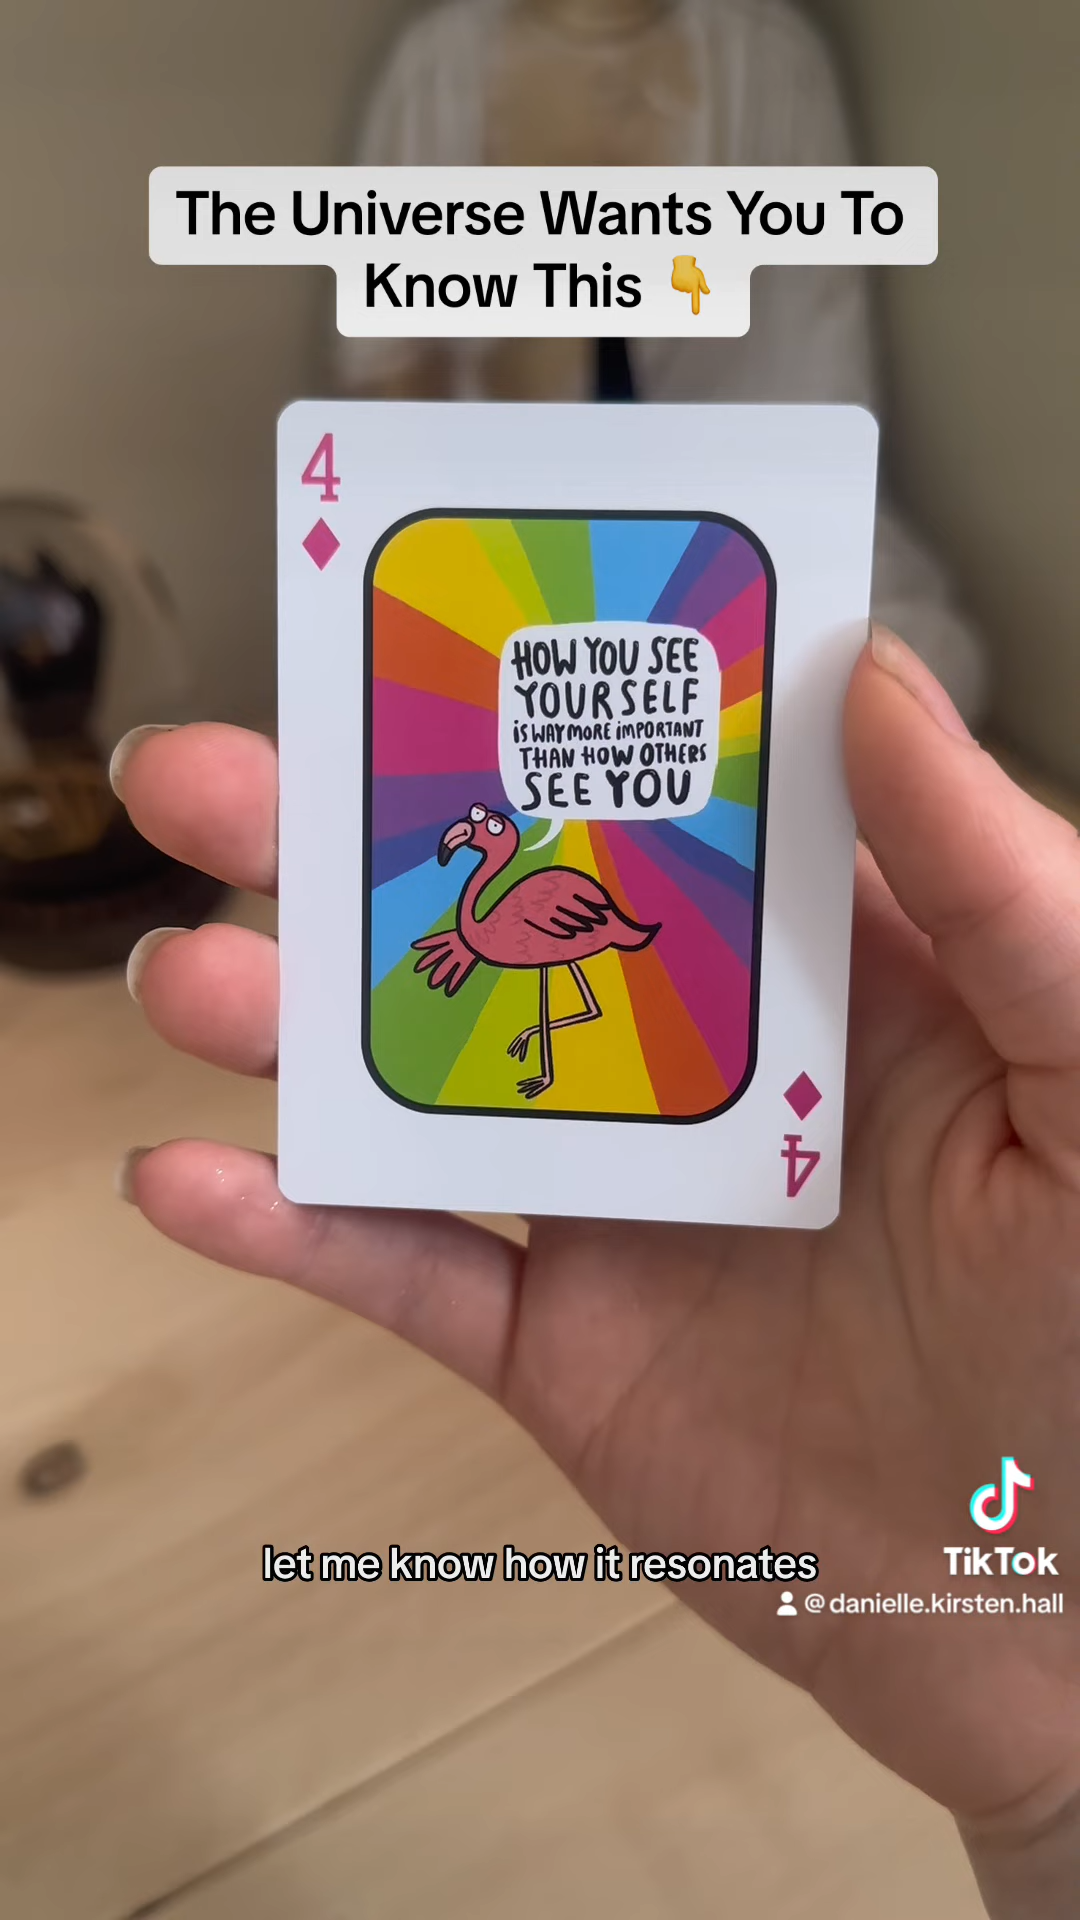 The Universe Wants You To
Know This 👇
4
HOW YOU SEE
YOURSELF
iS WAY MORE iMPORTANT
THAN HOW OTHERS
SEE YOU
4
let me know how it resonates
TikTok
@danielle.kirsten.hall